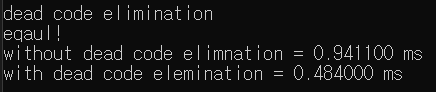 dead code elimination
eqaul!
without dead code elimnation = 0.941100 ms
with dead code elemination = 0.484000 ms